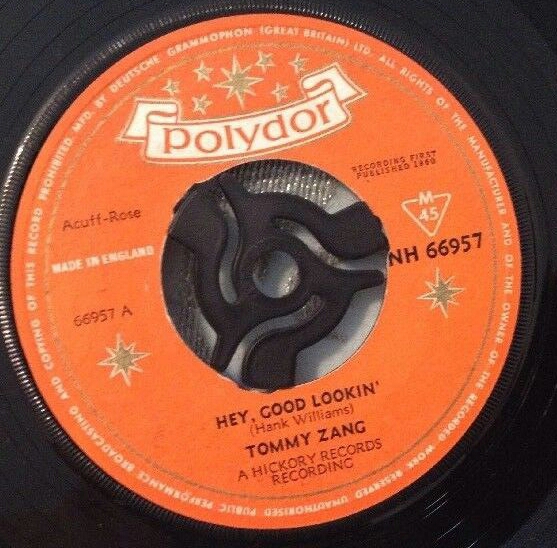 MFD. BY DEUTSCHE GRAMMOPHON (GREAT BRITAIN) LTD. ALL RIGHTS OF THE MANUFACTURER AND OF THE OWNER OF THE RECORDED WORK RESERVED UNAUTHORISED PUBLIC PERFORMANCE BROADCASTING AND COPYING OF THIS RECORD PROHIBITED.
Polydor
RECORDING FIRST
PUBLISHED 1960
Acuff-Rose
M
45
MADE IN ENGLAND
NH 66957
66957 A
HEY, GOOD LOOKIN'
(Hank Williams)
TOMMY ZANG
A HICKORY RECORDS
RECORDING